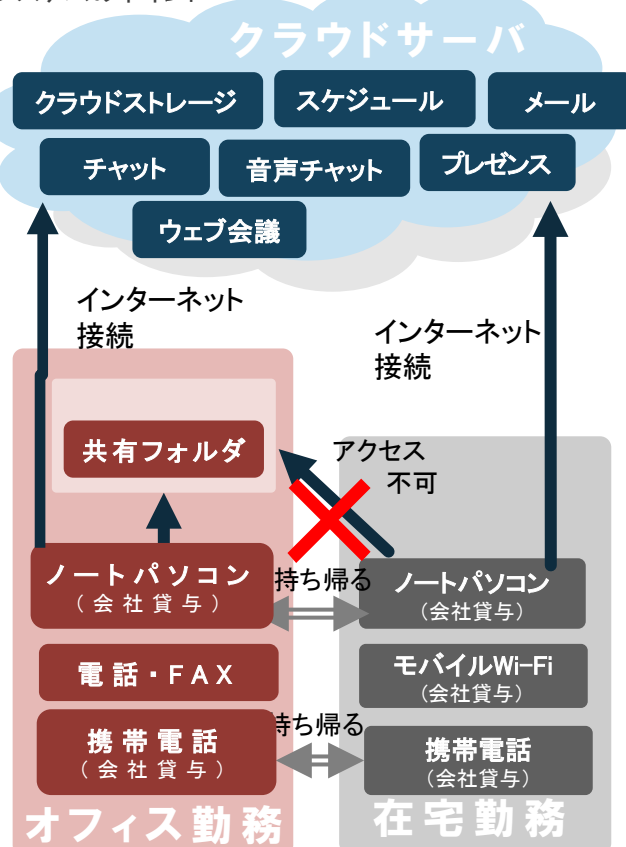 クラウドサーバ
クラウドストレージ
スケジュール
メール
チャット
音声チャット
プレゼンス
ウェブ会議
インターネット
接続
インターネット
接続
共有フォルダ
アクセス
不可
ノートパソコン
(会社貸与)
持ち帰る
ノートパソコン
(会社貸与)
電話・FAX
モバイルWi-Fi
(会社貸与)
携帯電話
(会社貸与)
持ち帰る
携帯電話
(会社貸与)
オフィス勤務
在宅勤務